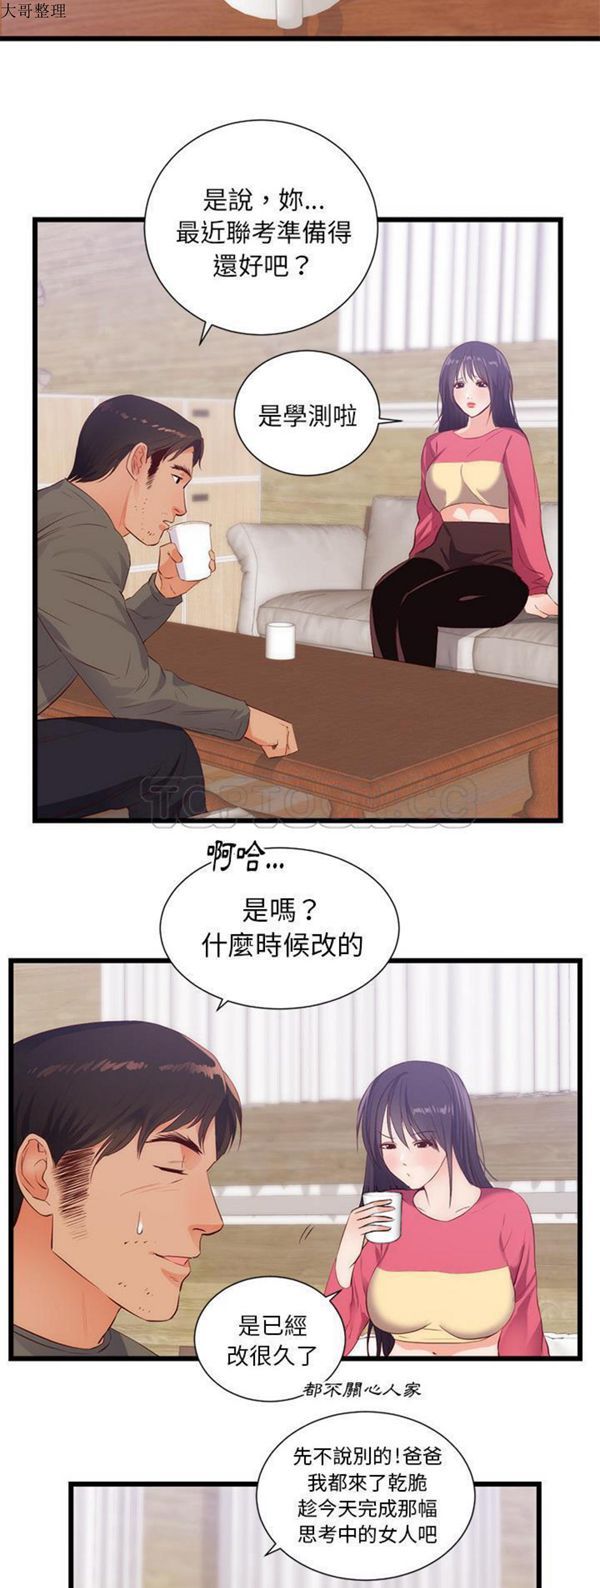 大哥整理
是說，妳...
最近聯考準備得
還好吧？
是學測啦
TOPTOON.CC
啊哈...
是嗎？
什麼時候改的
是已經
改很久了
都不關心人家
先不說別的!爸爸
我都來了乾脆
趁今天完成那幅
思考中的女人吧